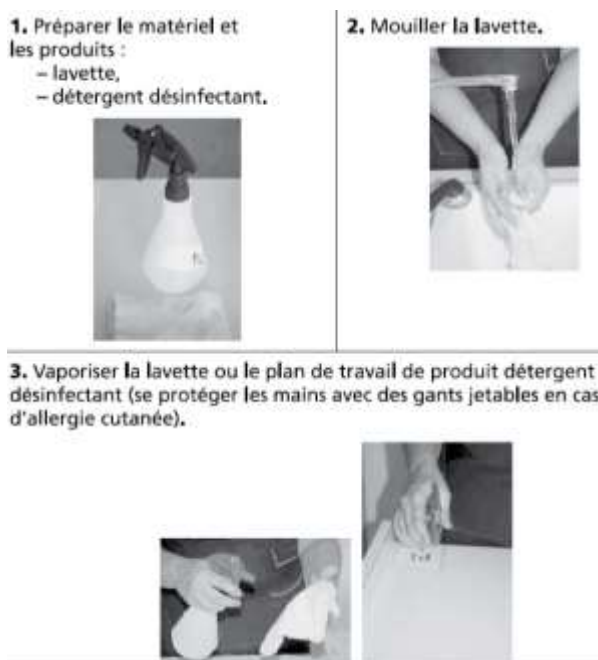 1. Préparer le matériel et
les produits :
– lavette,
– détergent désinfectant.
2. Mouiller la lavette.
3. Vaporiser la lavette ou le plan de travail de produit détergent
désinfectant (se protéger les mains avec des gants jetables en cas
d'allergie cutanée).